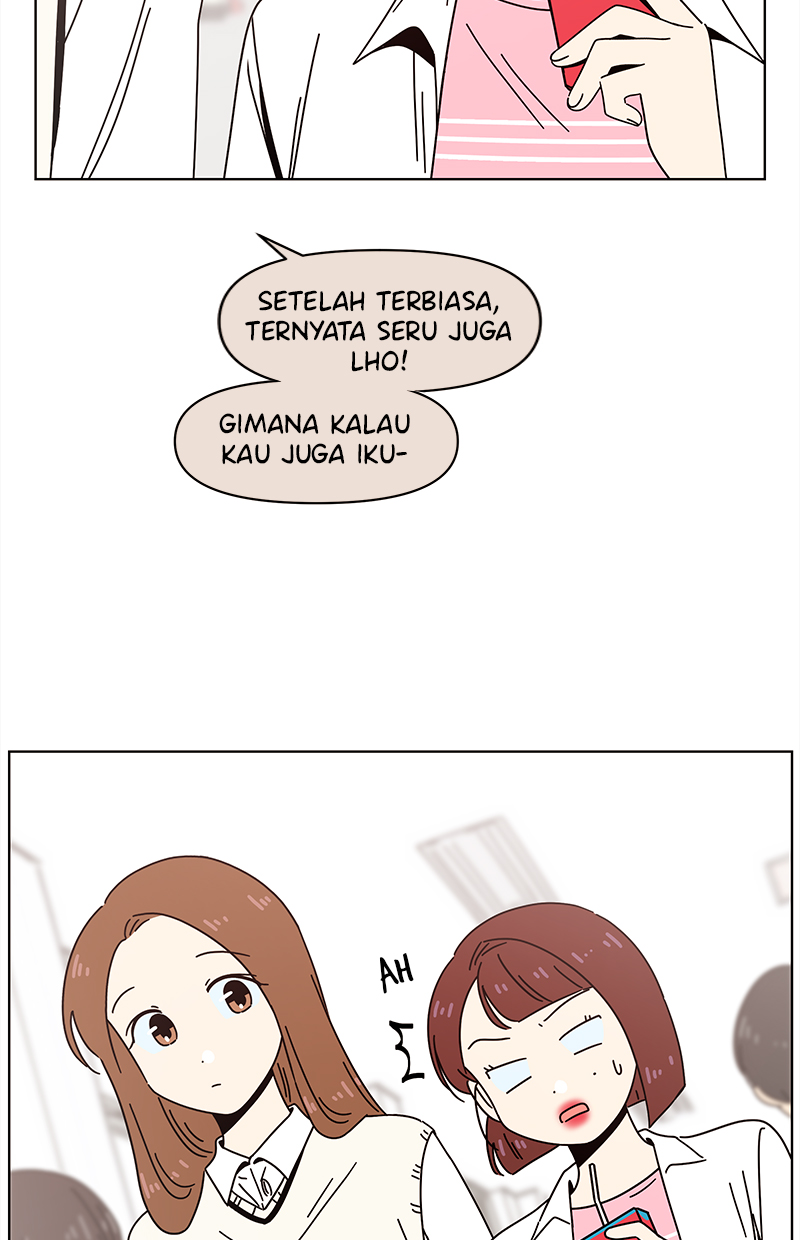 SETELAH TERBIASA,
TERNYATA SERU JUGA
LHO!
GIMANA KALAU
KAU JUGA IKU-
AH